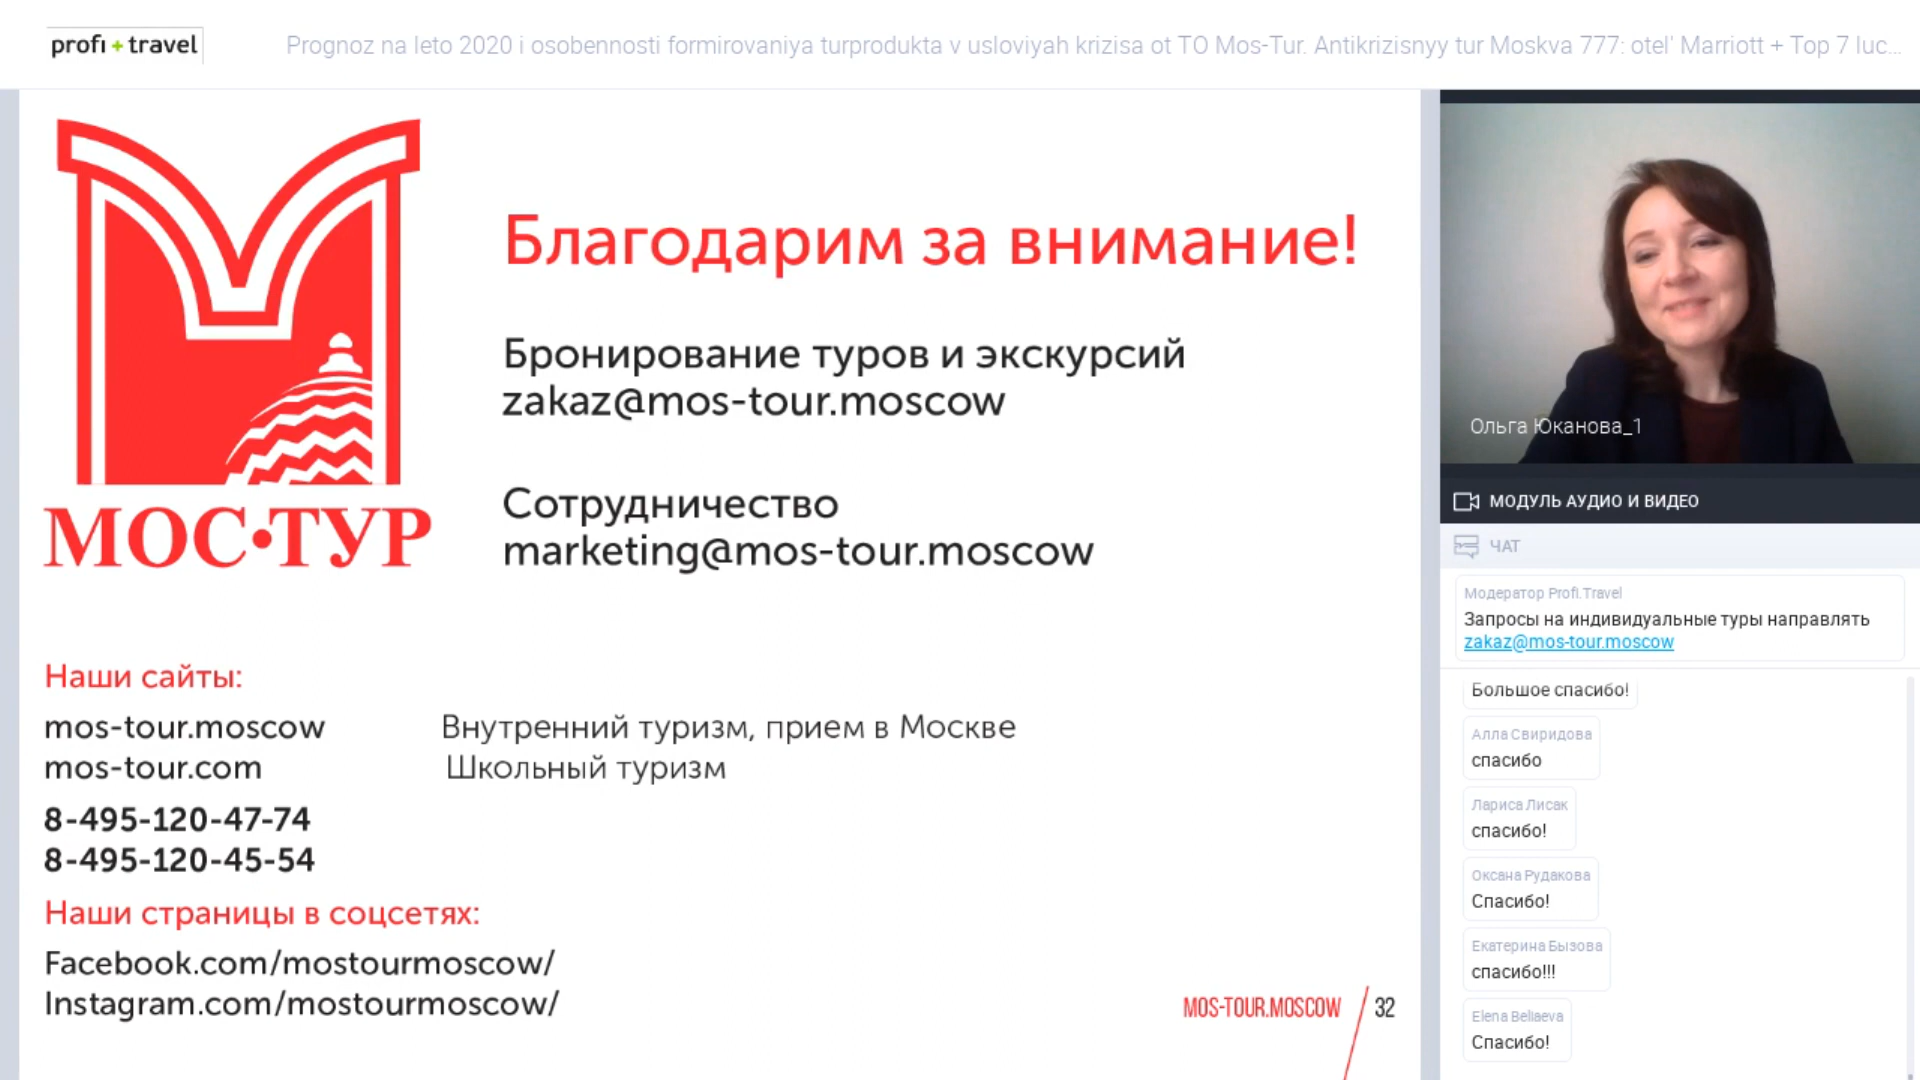 profi + travel
Prognoz na leto 2020 i osobennosti formirovaniya turprodukta v usloviyah krizisa ot TO Mos-Tur. Antikrizisnyy tur Moskva 777: otel' Marriott + Top 7 luc...
МОС•ТУР
Благодарим за внимание!
Бронирование туров и экскурсий
zakaz@mos-tour.moscow
Сотрудничество
marketing@mos-tour.moscow
Наши сайты:
mos-tour.moscow Внутренний туризм, прием в Москве
mos-tour.com Школьный туризм
8-495-120-47-74
8-495-120-45-54
Наши страницы в соцсетях:
Facebook.com/mostourmoscow/
Instagram.com/mostourmoscow/
MOS-TOUR.MOSCOW 32
Ольга Юканова_1
МОДУЛЬ АУДИО И ВИДЕО
ЧАТ
Модератор Profi.Travel
Запросы на индивидуальные туры направлять
zakaz@mos-tour.moscow
Большое спасибо!
Алла Свиридова
спасибо
Лариса Лисак
спасибо!
Оксана Рудакова
Спасибо!
Екатерина Бызова
спасибо!!!
Elena Beliaeva
Спасибо!